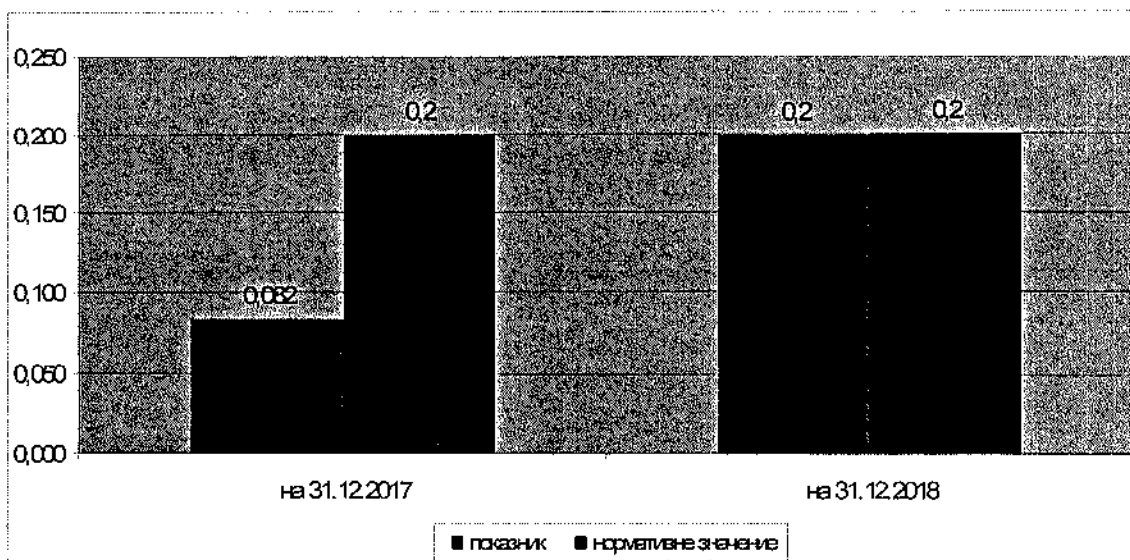 0,250
0,2
0,2
0,2
0,200
0,150
0,100
0,082
0,050
0,000
на 31.12.2017
на 31.12.2018
показник
нормативне значення